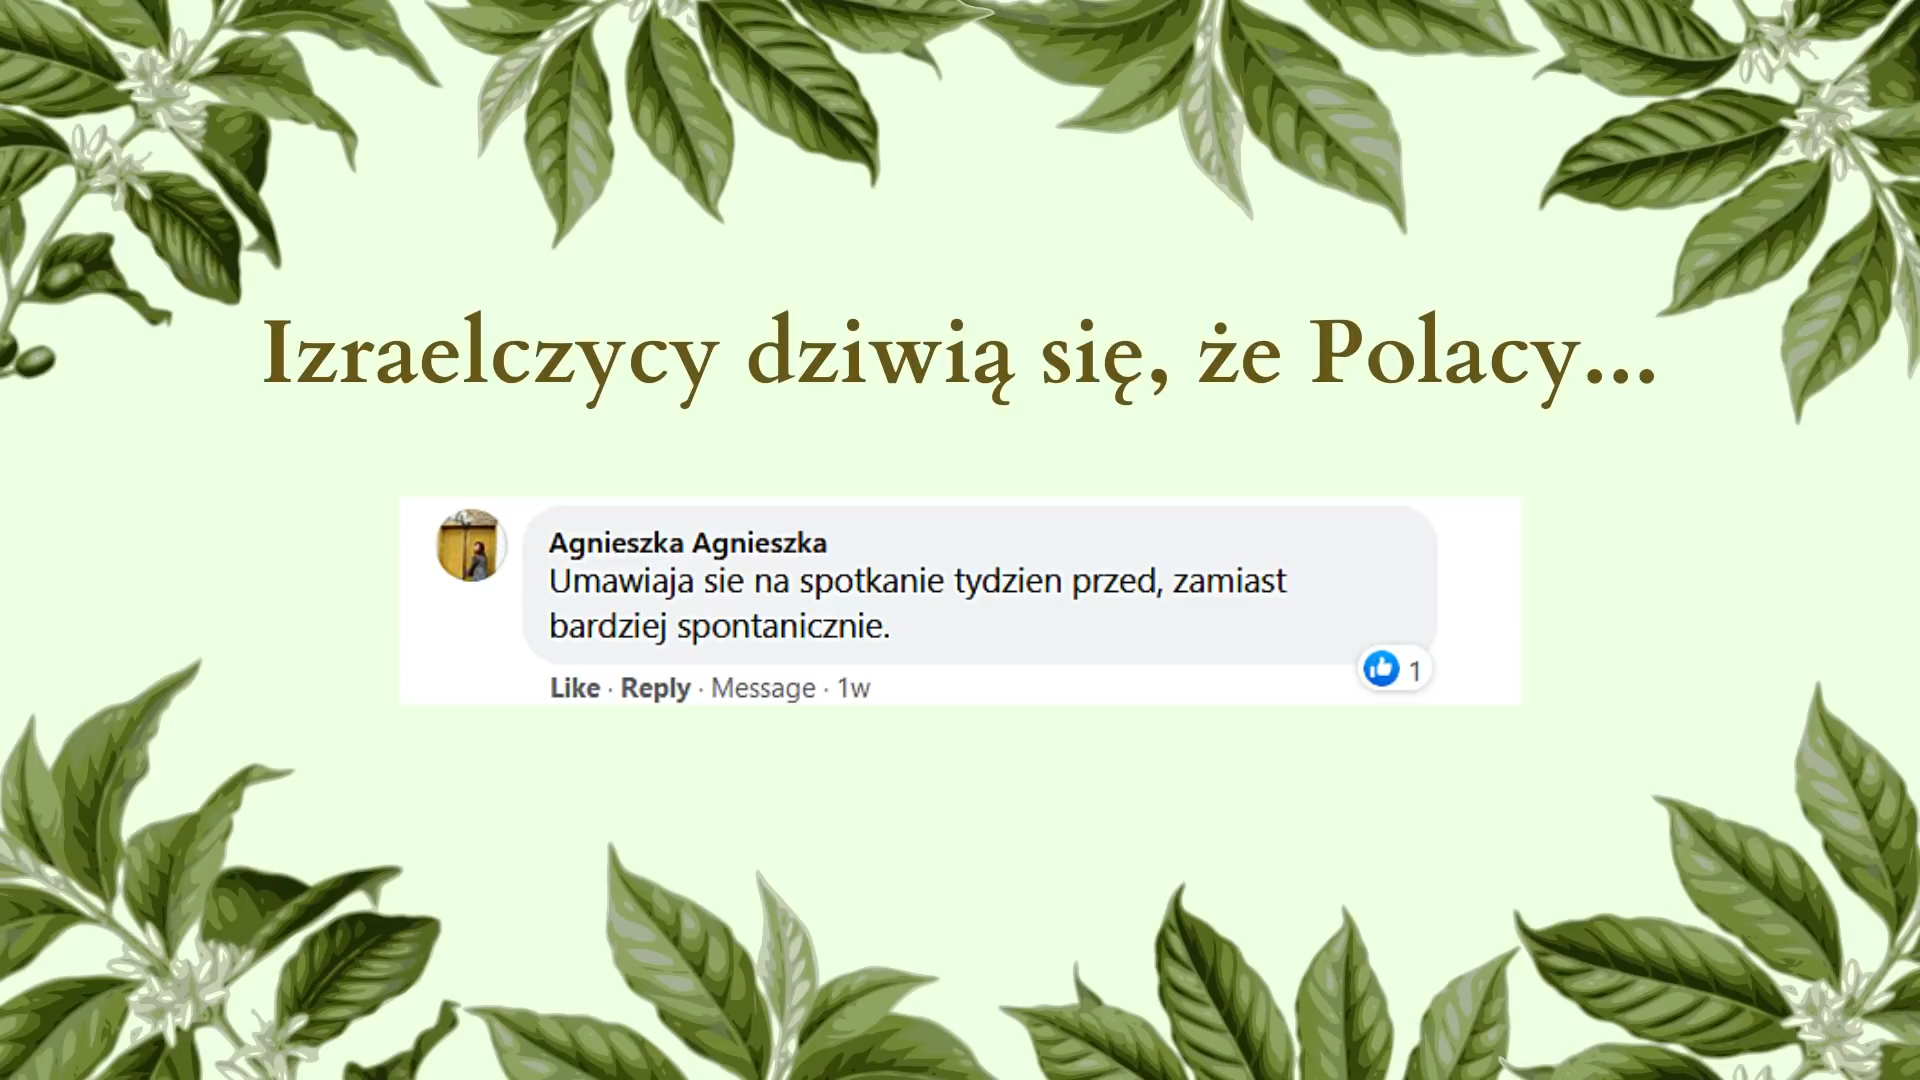 Izraelczycy dziwią się, że Polacy...
Agnieszka Agnieszka
Umawiaja sie na spotkanie tydzien przed, zamiast
bardziej spontanicznie.
1
Like · Reply · Message · 1w